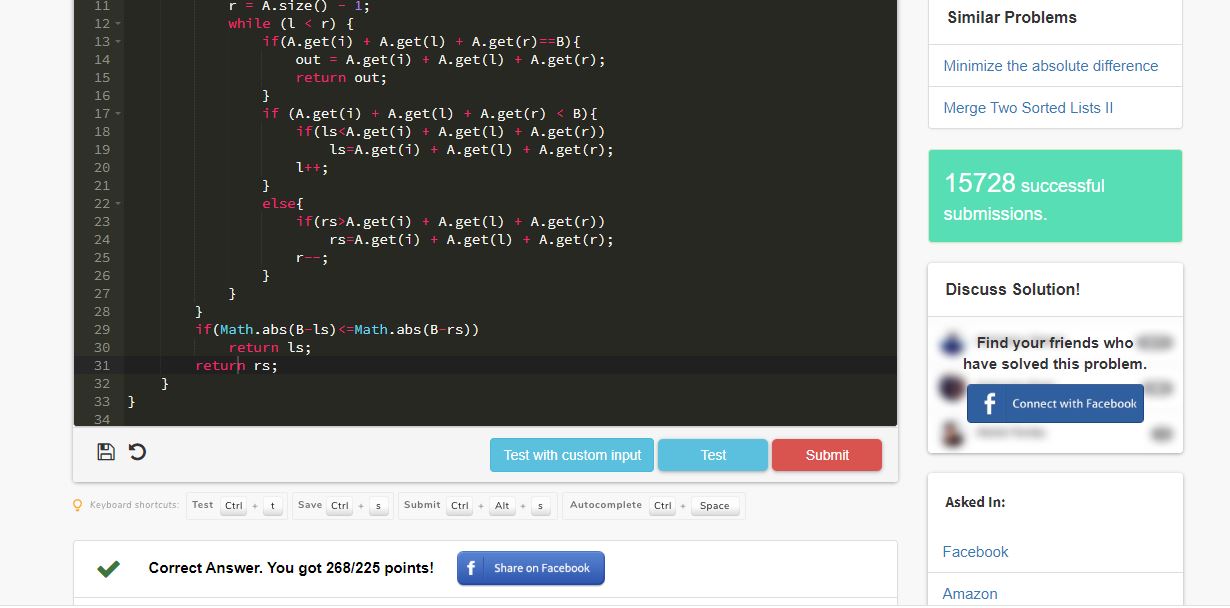 11 r = A.size() - 1;
12 while (l < r) {
13 if(A.get(i) + A.get(l) + A.get(r)==B){
14 out = A.get(i) + A.get(l) + A.get(r);
15 return out;
16 }
17 if (A.get(i) + A.get(l) + A.get(r) < B){
18 if(ls<A.get(i) + A.get(l) + A.get(r))
19 ls=A.get(i) + A.get(l) + A.get(r);
20 l++;
21 }
22 else{
23 if(rs>A.get(i) + A.get(l) + A.get(r))
24 rs=A.get(i) + A.get(l) + A.get(r);
25 r--;
26 }
27 }
28 }
29 if(Math.abs(B-ls)<=Math.abs(B-rs))
30 return ls;
31 return rs;
32 }
33 }
34
Test with custom input Test Submit
Keyboard shortcuts: Test Ctrl + t Save Ctrl + s Submit Ctrl + Alt + s Autocomplete Ctrl + Space
Correct Answer. You got 268/225 points! f Share on Facebook
Similar Problems
Minimize the absolute difference
Merge Two Sorted Lists II
15728 successful
submissions.
Discuss Solution!
Find your friends who
have solved this problem.
f Connect with Facebook
Asked In:
Facebook
Amazon